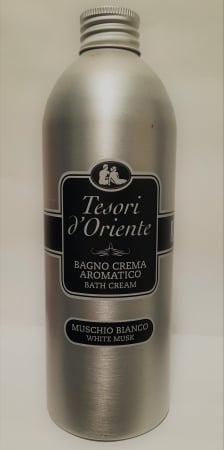 Tesori
d'Oriente
BAGNO CREMA
AROMATICO
BATH CREAM
MUSCHIO BIANCO
WHITE MUSK